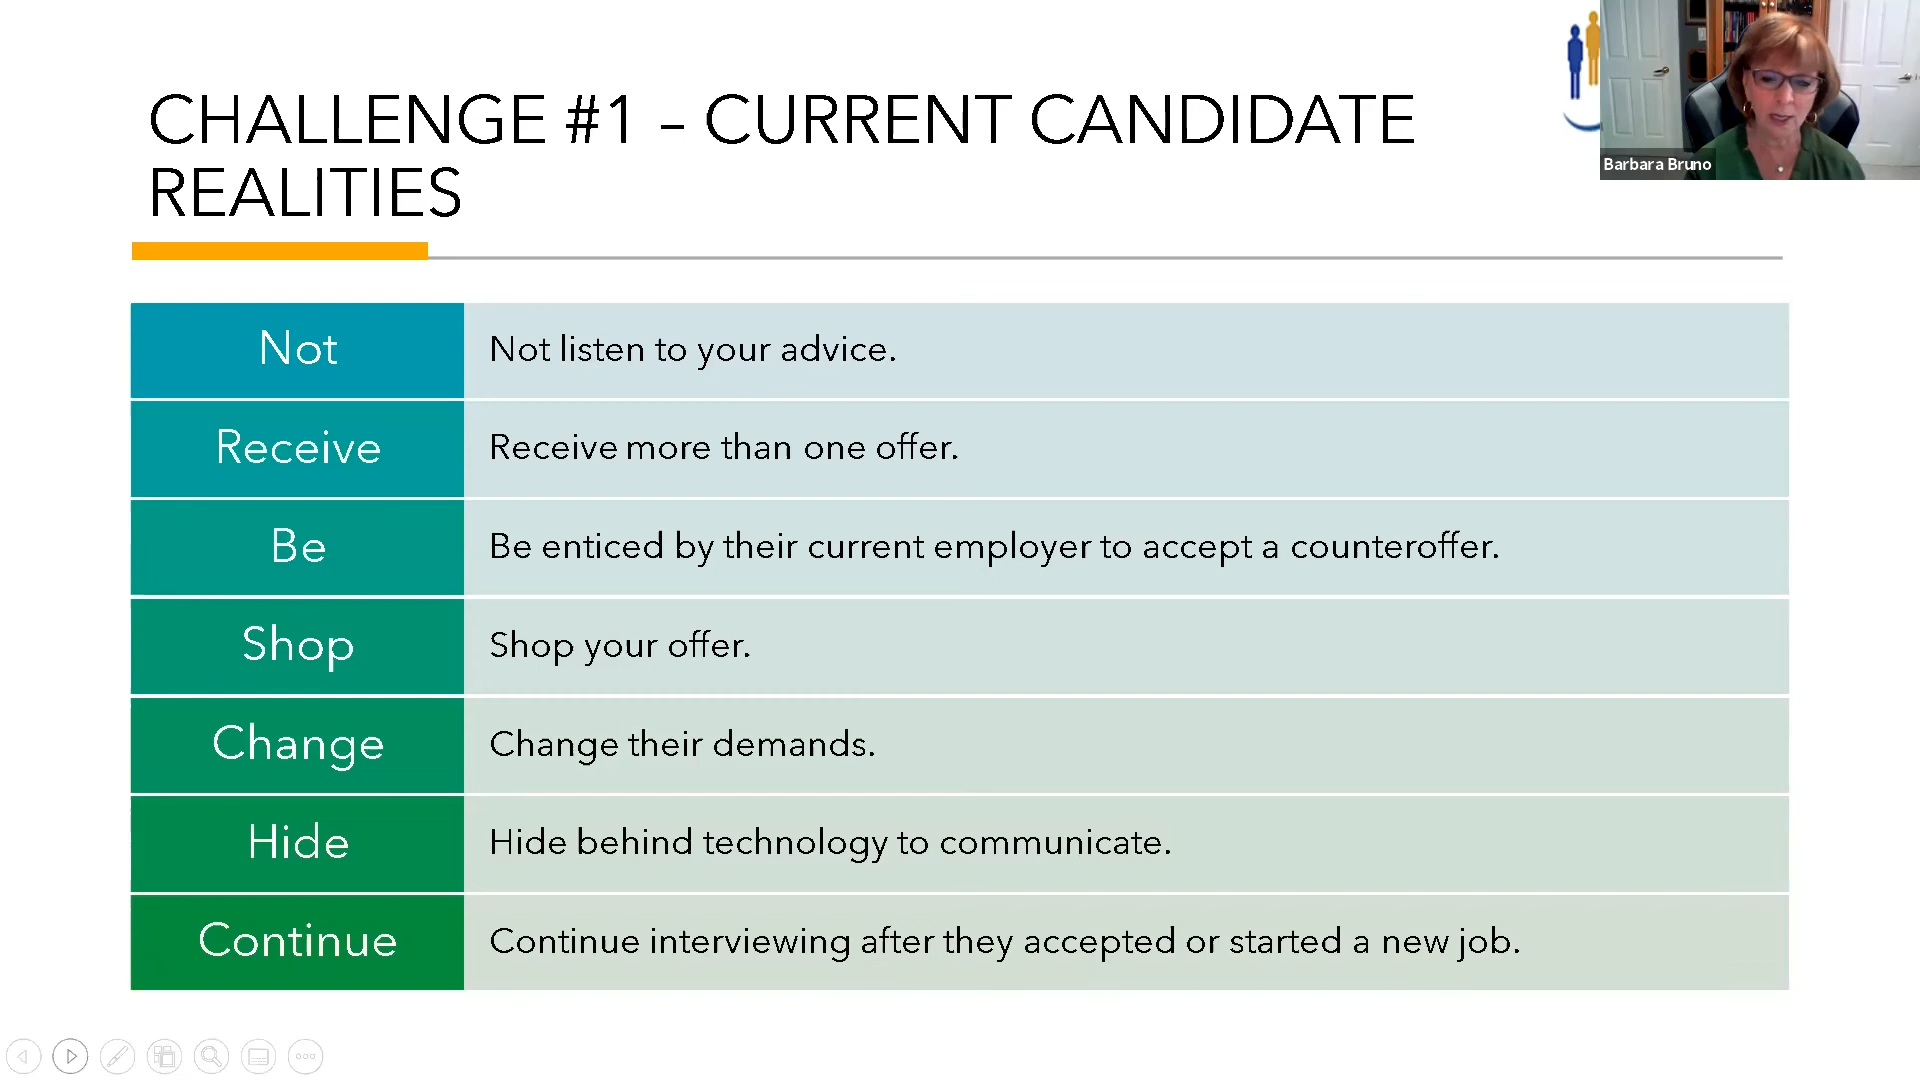 CHALLENGE #1 – CURRENT CANDIDATE
REALITIES
Barbara Bruno
Not
Not listen to your advice.
Receive
Receive more than one offer.
Be
Be enticed by their current employer to accept a counteroffer.
Shop
Shop your offer.
Change
Change their demands.
Hide
Hide behind technology to communicate.
Continue
Continue interviewing after they accepted or started a new job.